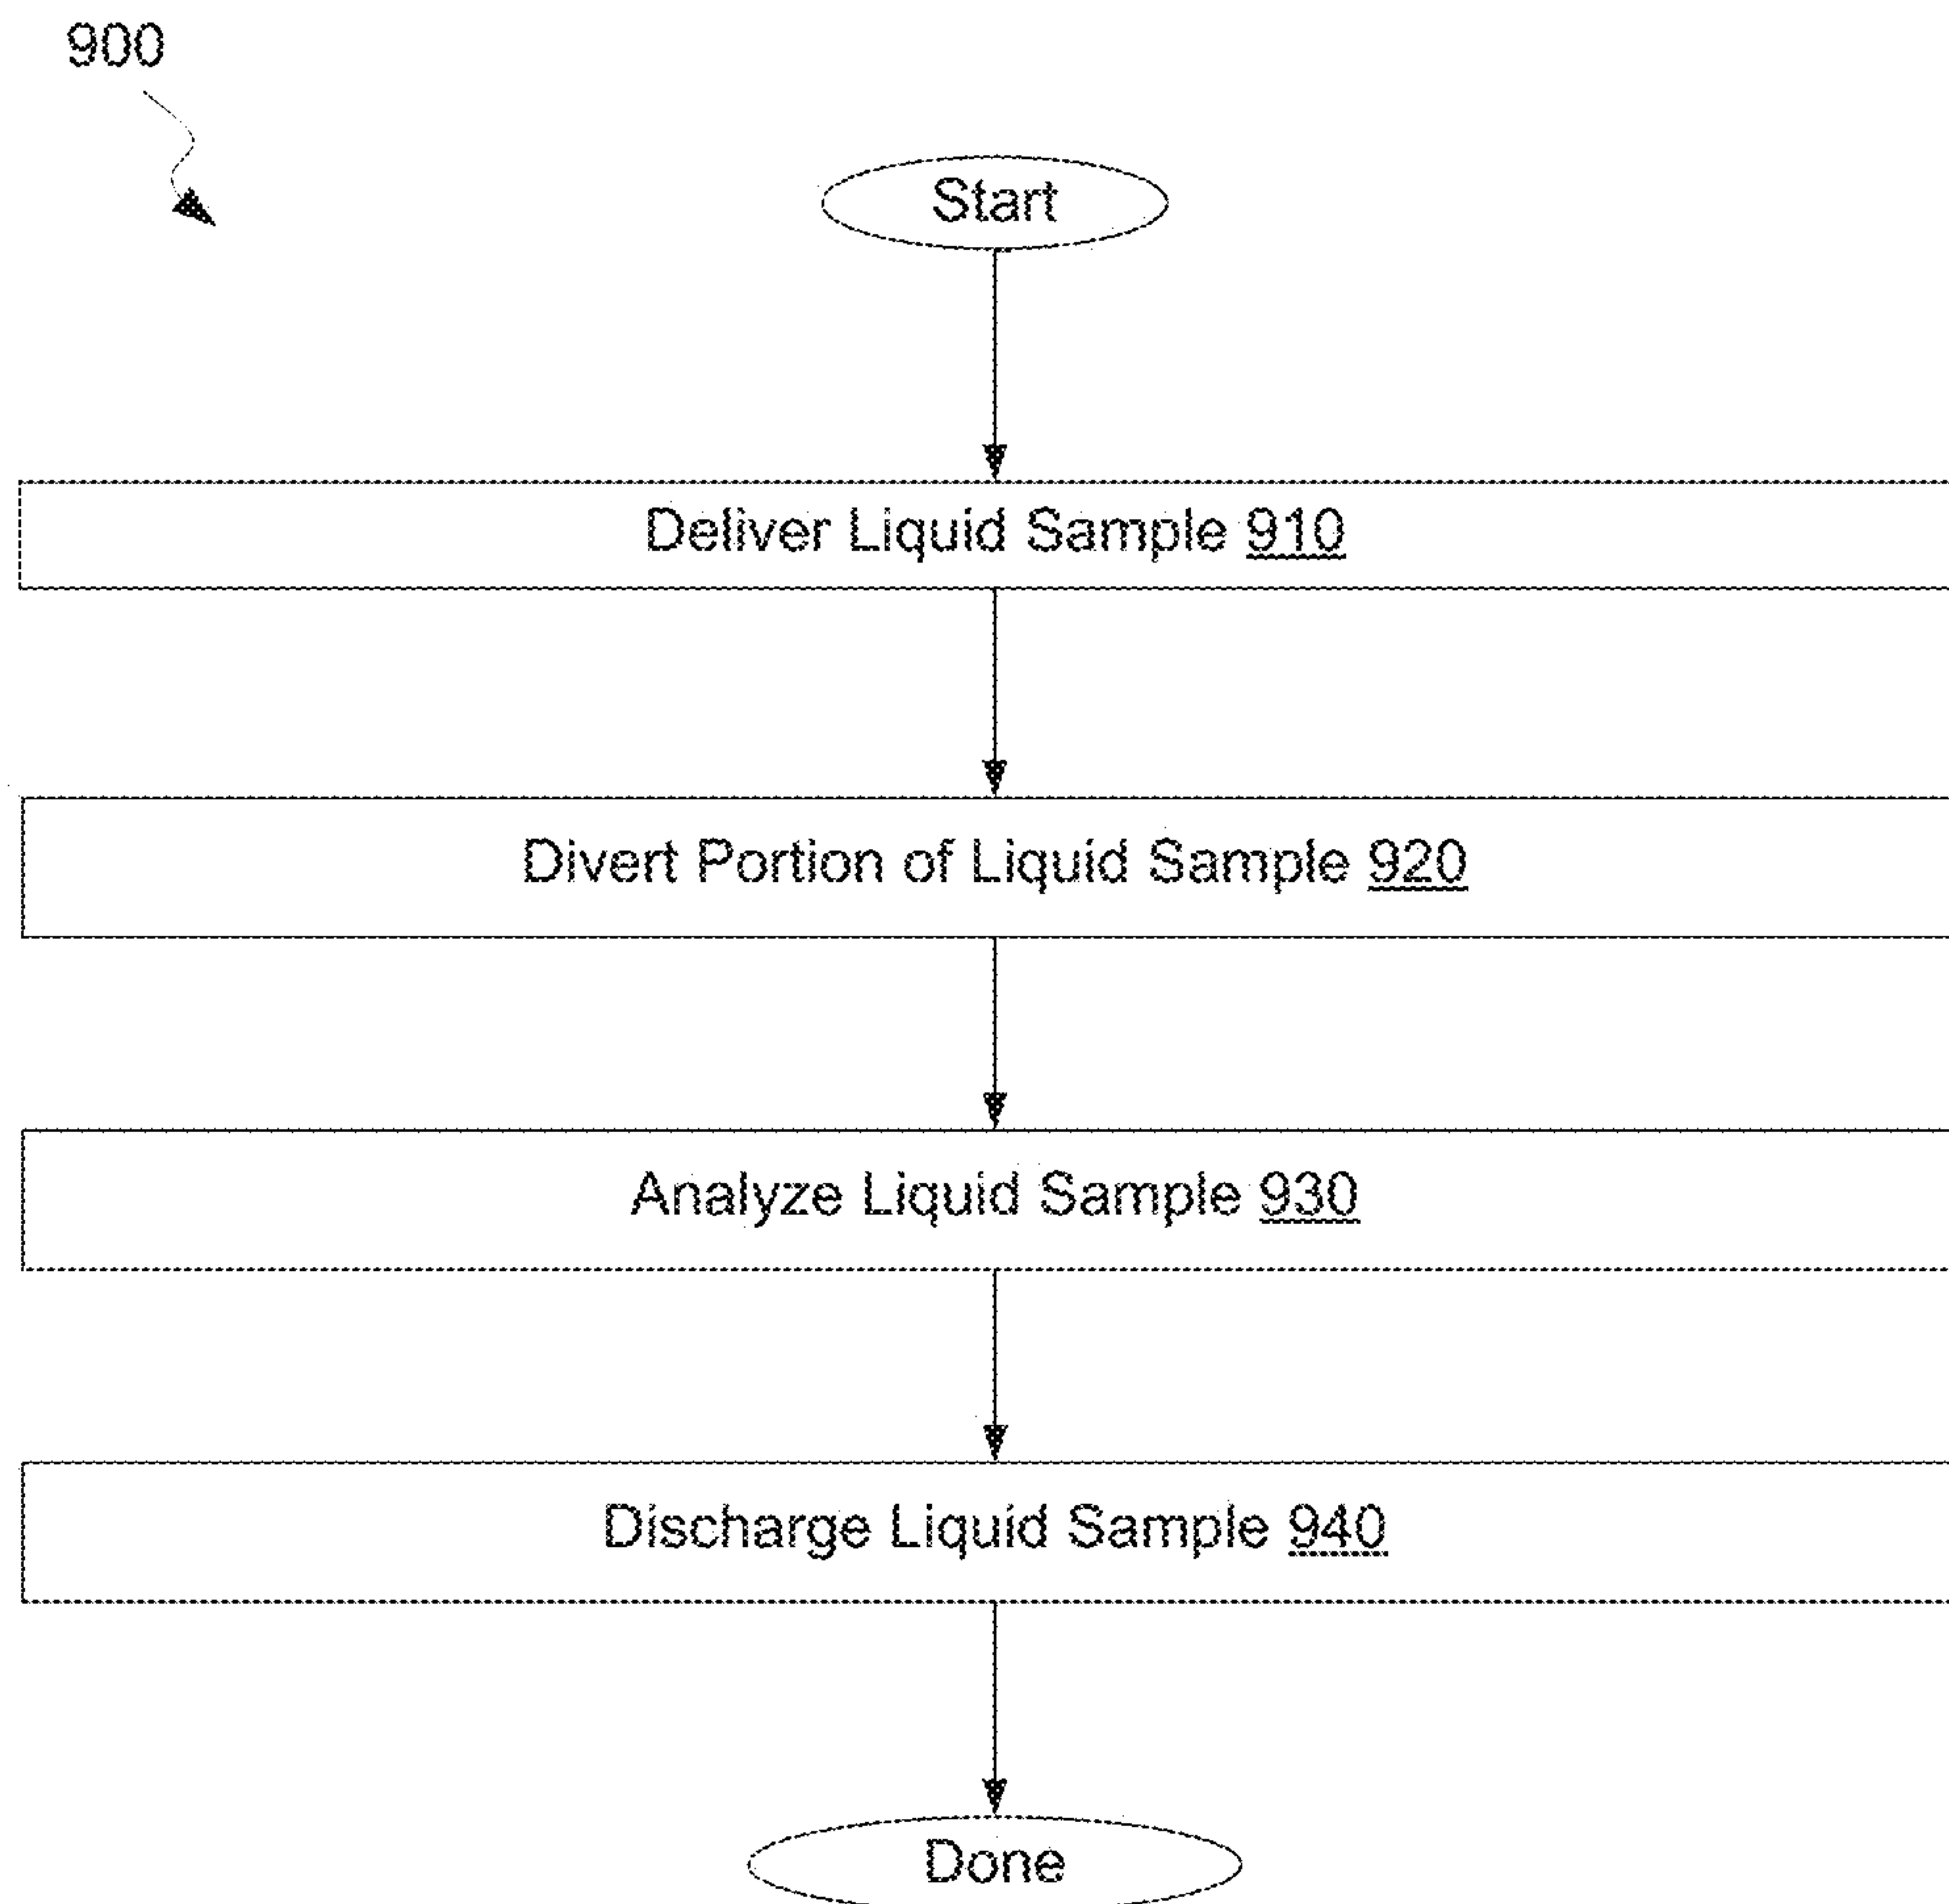 900
Start
Deliver Liquid Sample 910
Divert Portion of Liquid Sample 920
Analyze Liquid Sample 930
Discharge Liquid Sample 940
Done